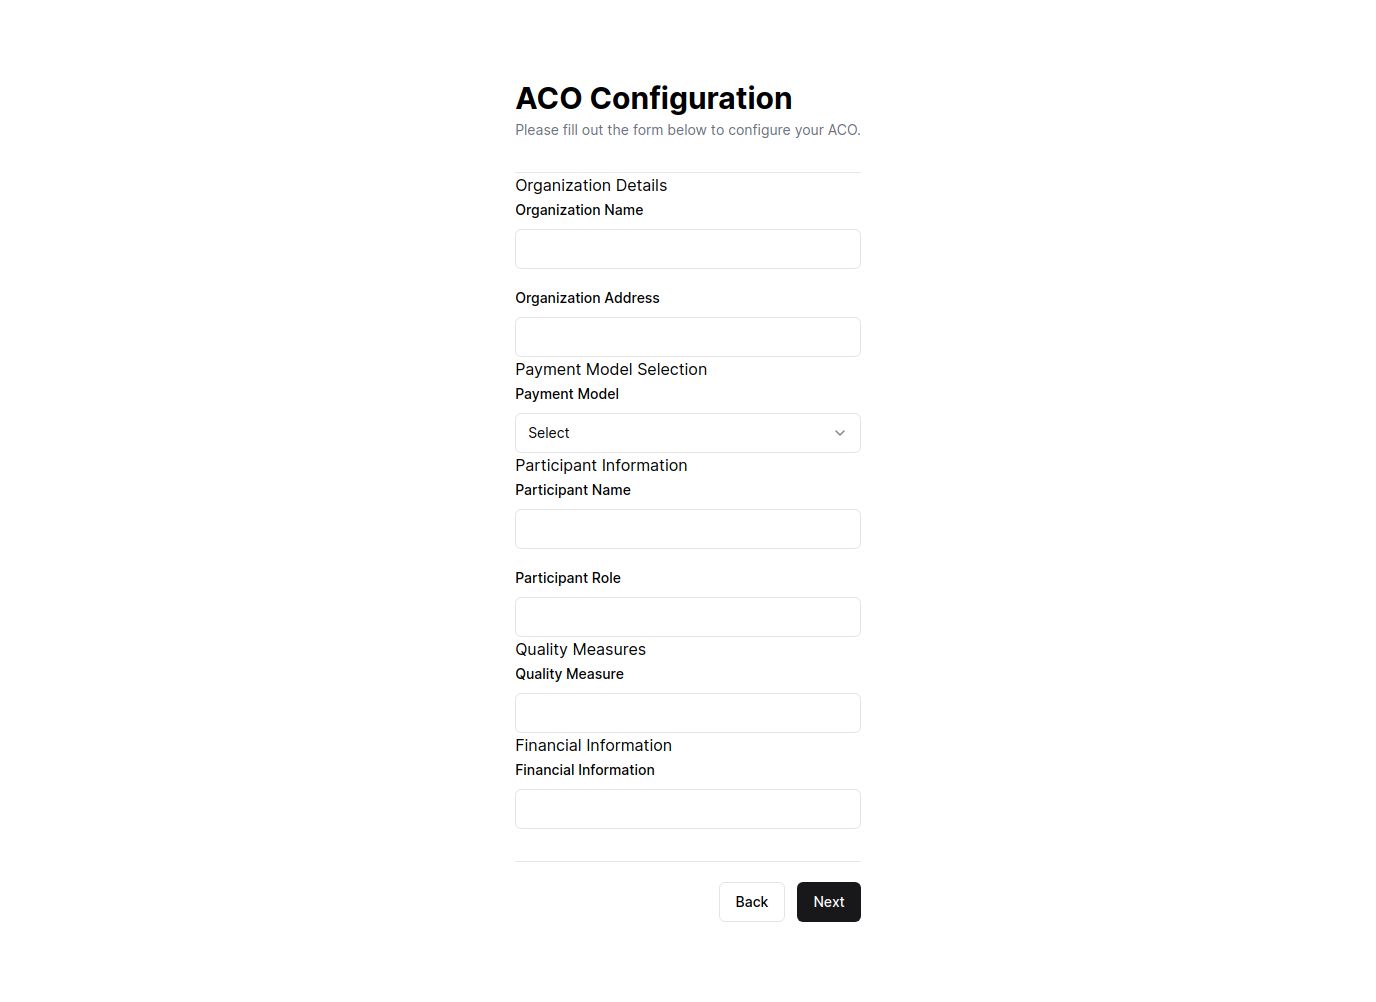 ACO Configuration
Please fill out the form below to configure your ACO.
Organization Details
Organization Name
Organization Address
Payment Model Selection
Payment Model
Select
Participant Information
Participant Name
Participant Role
Quality Measures
Quality Measure
Financial Information
Financial Information
Back Next